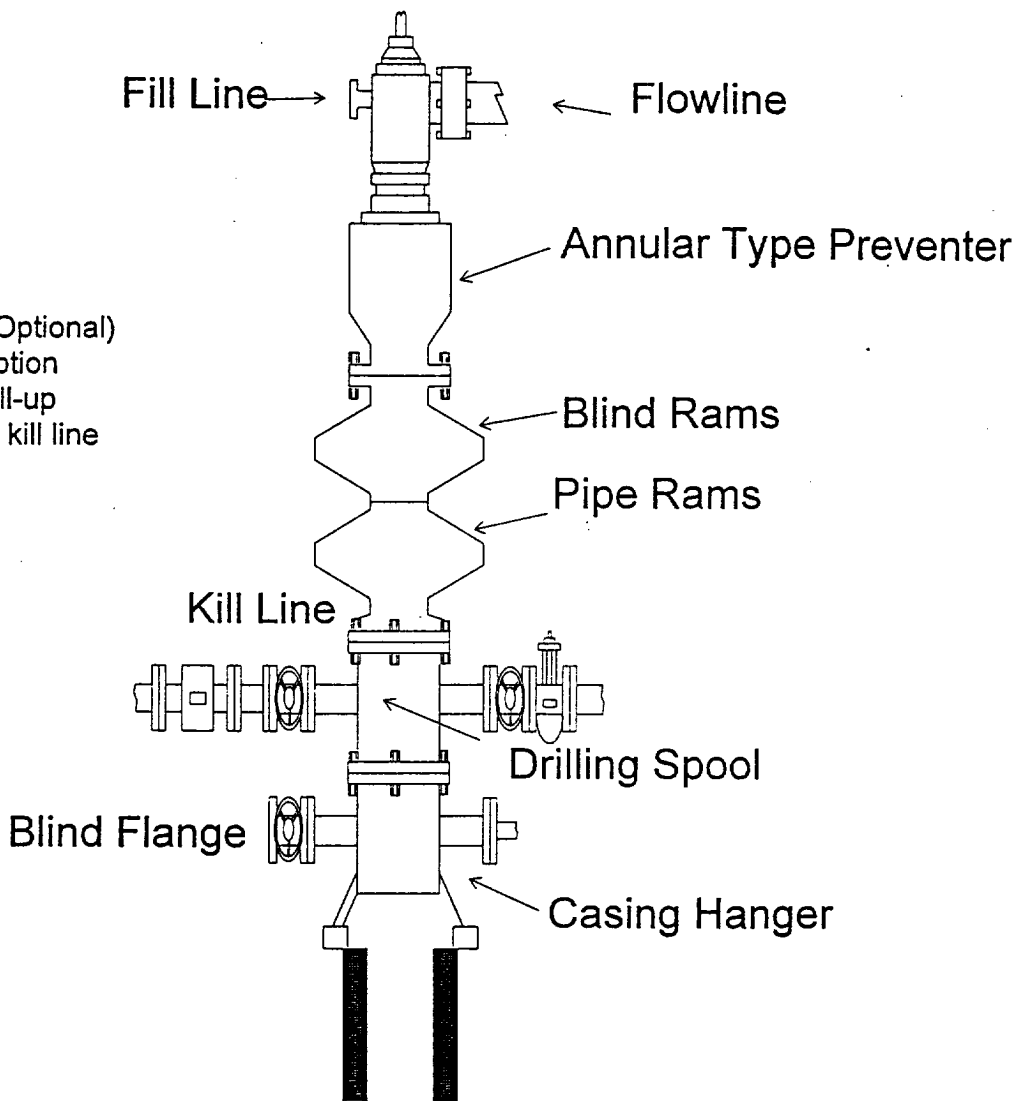 Fill Line
Flowline
Annular Type Preventer
Optional)
ll-up
kill line
Blind Rams
Pipe Rams
Kill Line
Drilling Spool
Blind Flange
Casing Hanger